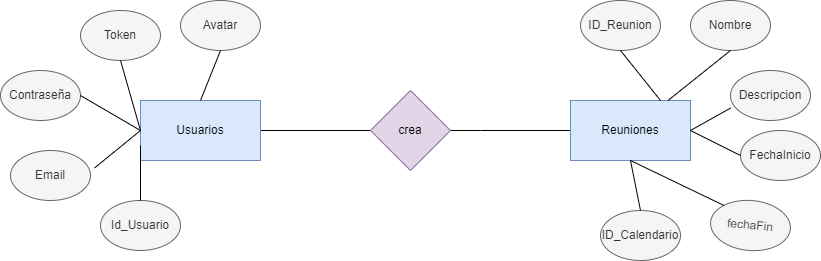 Avatar
Token
ID_Reunion
Nombre
Contraseña
Descripcion
Usuarios
crea
Reuniones
FechaInicio
Email
Id_Usuario
ID_Calendario
fechaFin